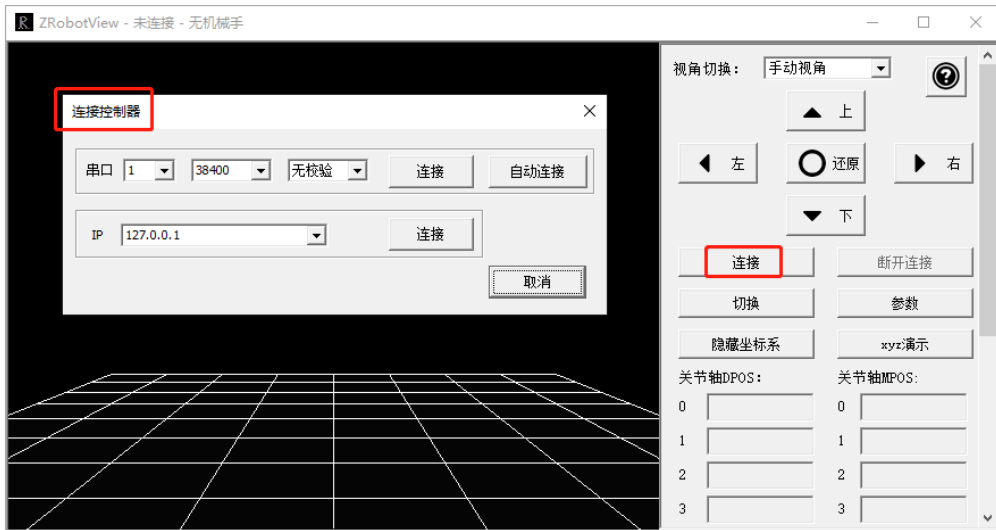 ZRobotView - 未连接 - 无机械手
连接控制器
串口 1 38400 无校验 连接 自动连接
IP 127.0.0.1 连接
取消
视角切换： 手动视角
上
左 还原 右
下
连接 断开连接
切换 参数
隐藏坐标系 xyz演示
关节轴DPOS： 关节轴MPOS:
0 0
1 1
2 2
3 3